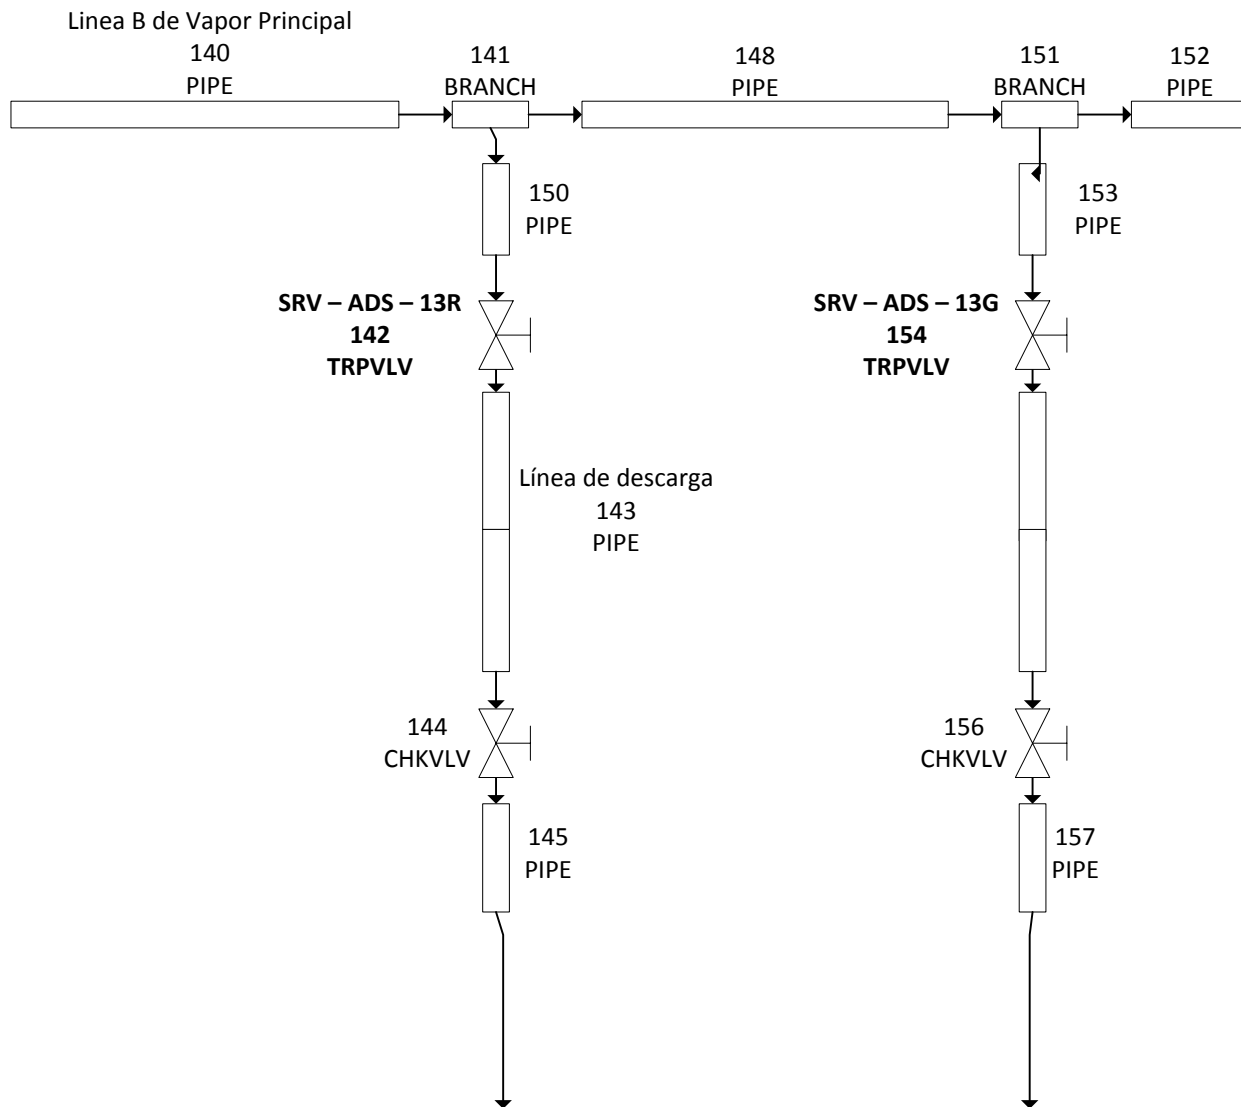 Linea B de Vapor Principal
140
PIPE
141
BRANCH
148
PIPE
151
BRANCH
152
PIPE
150
PIPE
153
PIPE
SRV – ADS – 13R
142
TRPVLV
SRV – ADS – 13G
154
TRPVLV
Línea de descarga
143
PIPE
144
CHKVLV
156
CHKVLV
145
PIPE
157
PIPE